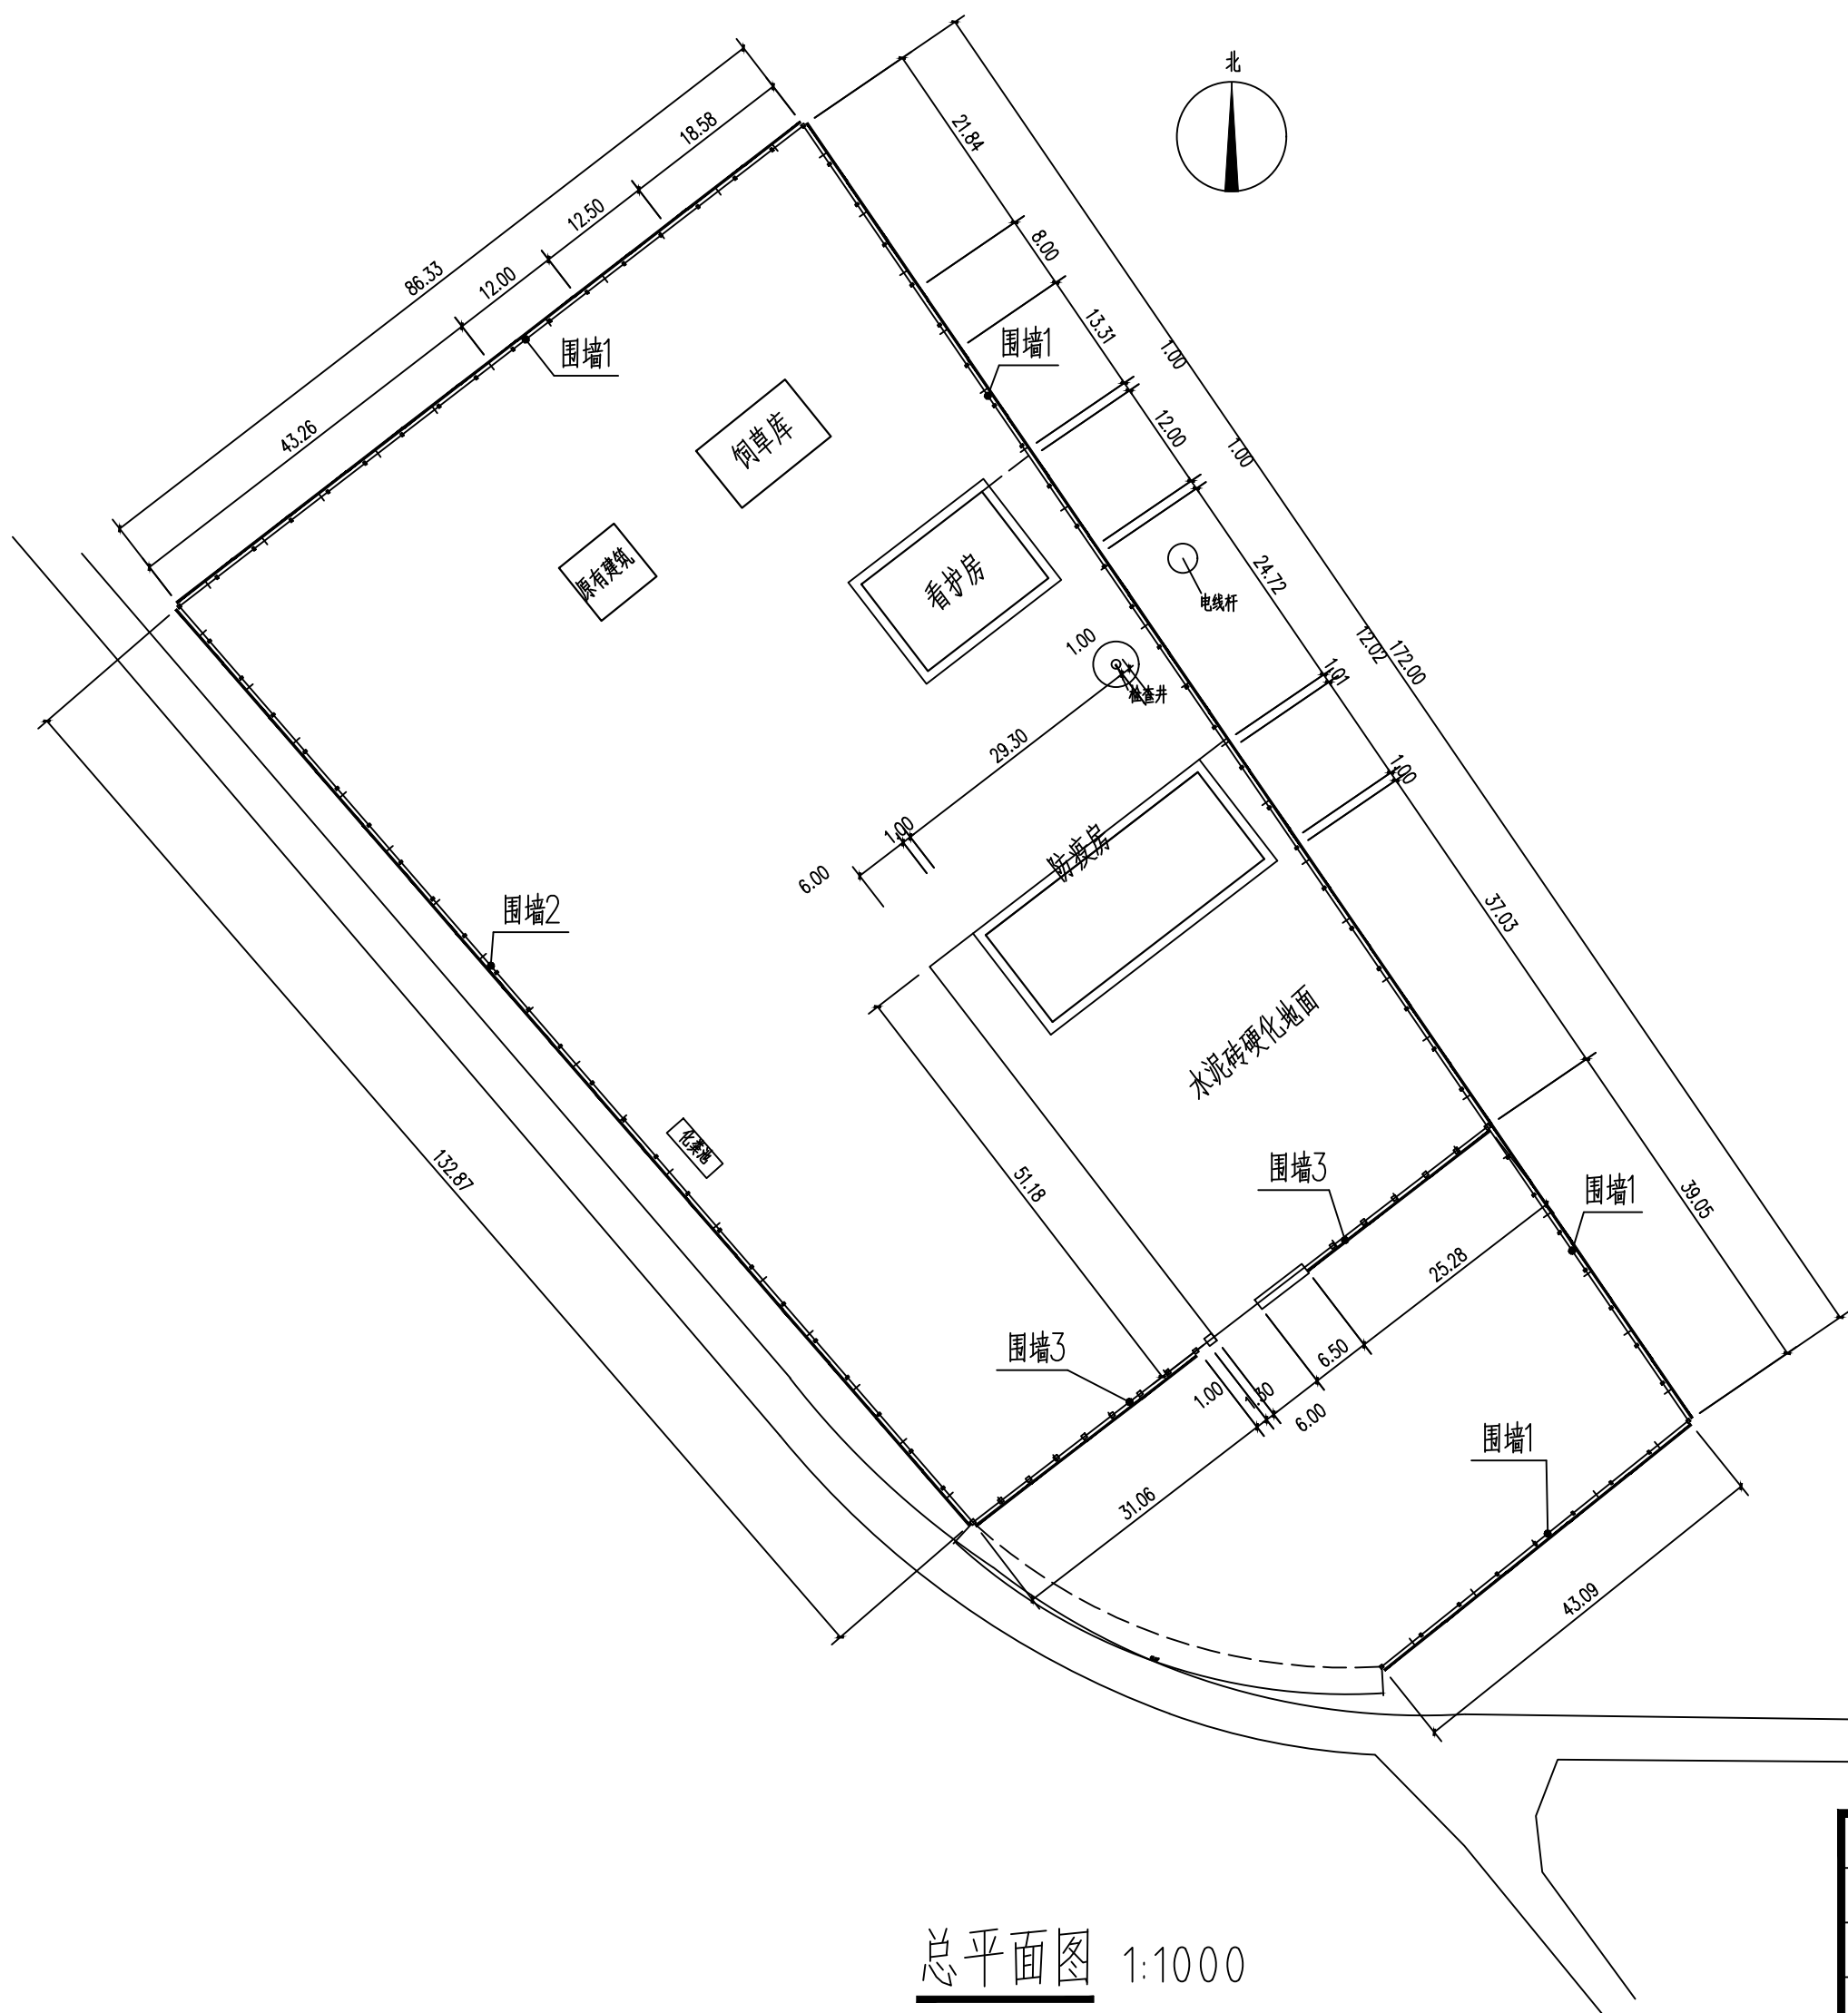 北
21.84
18.58
12.50
8.00
86.33
12.00
13.31
1.00
围墙1
围墙1
饲草库
12.00
1.00
43.26
原有建筑
看护房
24.72
电线杆
1.00
12.02
172.00
1.01
检查井
29.30
1.00
1.00
防疫房
6.00
围墙2
37.03
水泥砖硬化地面
化粪池
132.87
51.18
围墙3
围墙1
39.05
25.28
围墙3
6.50
1.00
1.30
6.00
围墙1
31.06
43.09
总平面图 1:1000